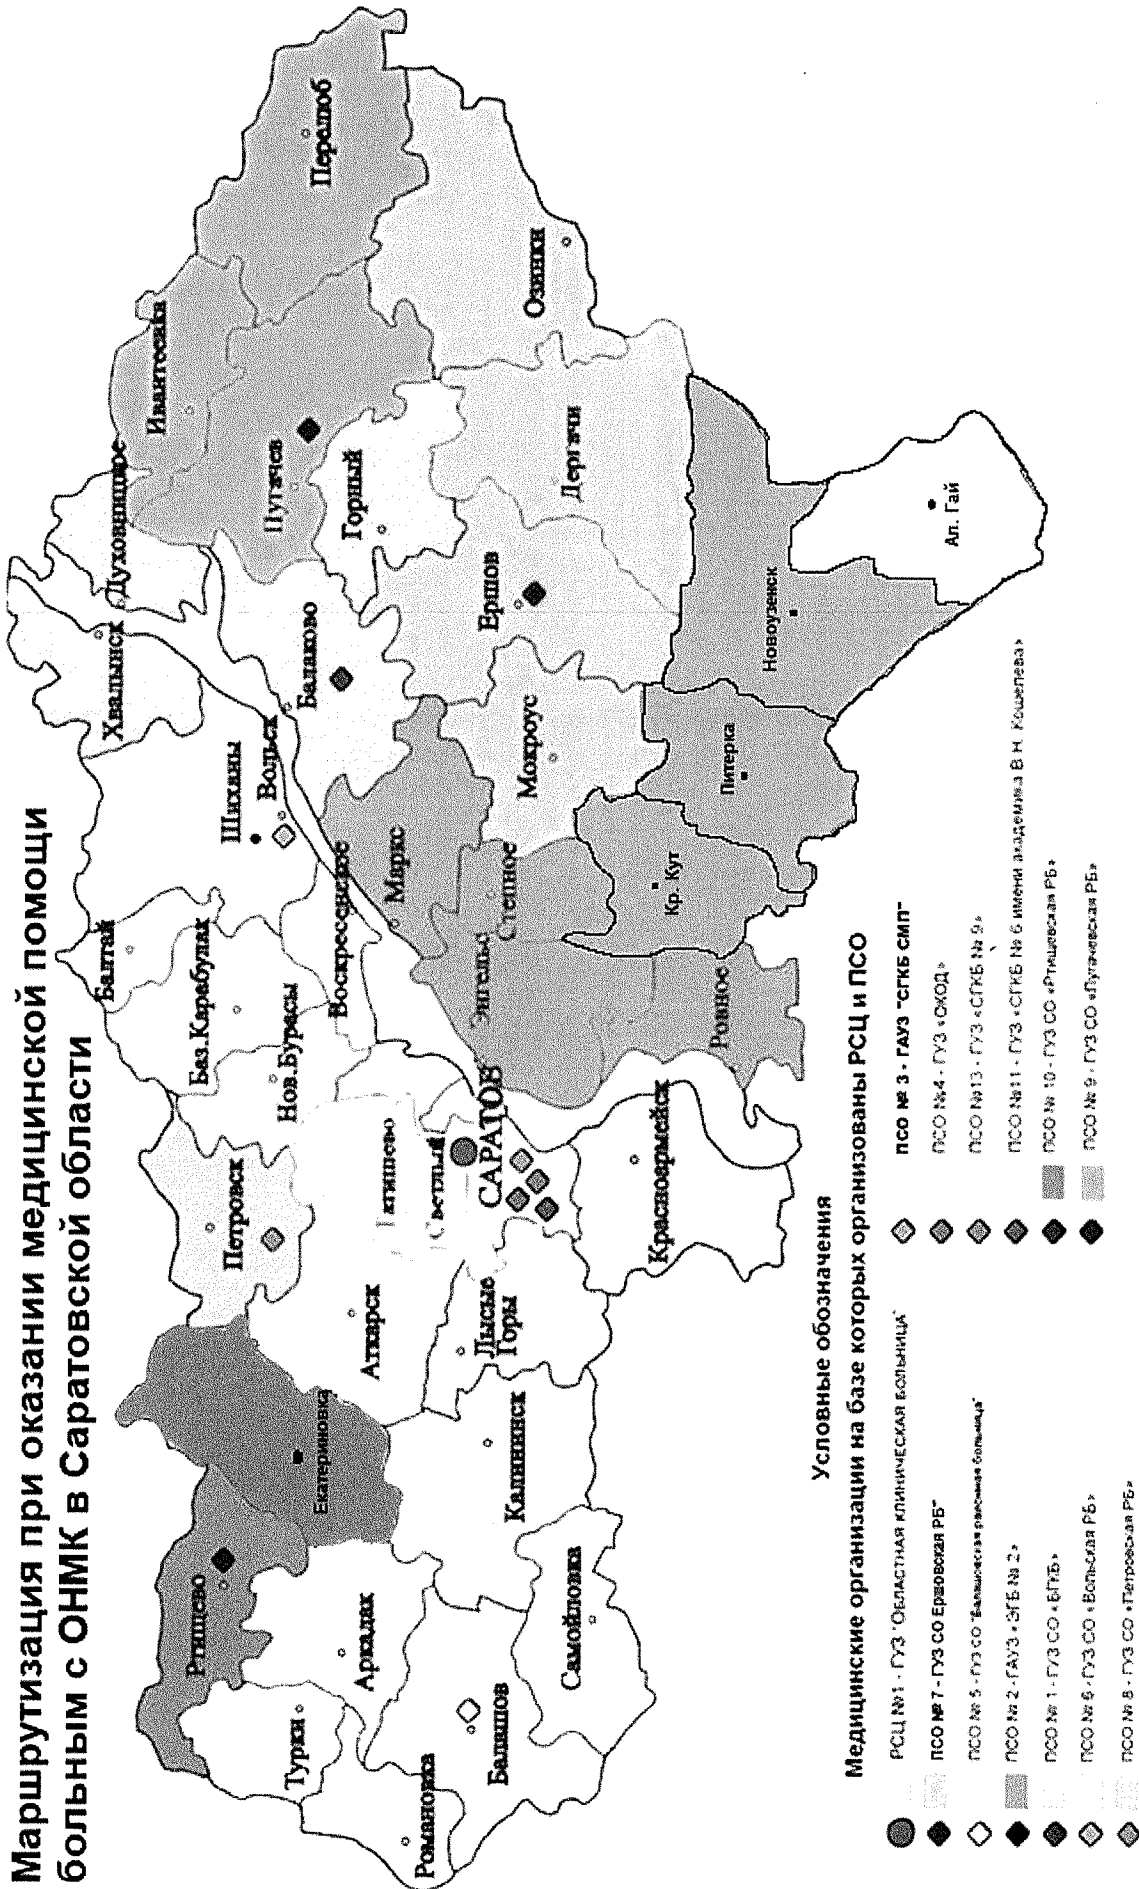 Маршрутизация при оказании медицинской помощи
больным с ОНМК в Саратовской области
Перелюб
Ивантеевка
Озинки
Духовницкое
Пугачев
Горный
Дергачи
Хвалынск
Ершов
Ал. Гай
Новоузенск
Балаково
Вольск
Шиханы
Мокроус
Питерка
Маркс
Воскресенское
Степное
Кр. Кут
Балтай
Баз.Карабулак
Нов.Бурасы
Энгельс
Ровное
Петровск
Татищево
Светлый
САРАТОВ
Красноармейск
Аткарск
Лысые
Горы
Екатериновка
Калининск
Ртищево
Аркадак
Самойловка
Турки
Балашов
Романовка
Условные обозначения
Медицинские организации на базе которых организованы РСЦ и ПСО
РСЦ №1 - ГУЗ "ОБЛАСТНАЯ КЛИНИЧЕСКАЯ БОЛЬНИЦА"
ПСО № 7 - ГУЗ СО Ершовская РБ"
ПСО № 5 - ГУЗ СО "Балашовская районная больница"
ПСО № 2 - ГАУЗ «ЭГБ № 2»
ПСО № 1 - ГУЗ СО «БГКБ»
ПСО № 6 - ГУЗ СО «Вольская РБ»
ПСО № 8 - ГУЗ СО «Петровская РБ»
ПСО № 3 - ГАУЗ "СГКБ СМП"
ПСО №4 - ГУЗ «ОКОД»
ПСО №13 - ГУЗ «СГКБ № 9»
ПСО №11 - ГУЗ «СГКБ № 6 имени академика В.Н. Кошелева»
ПСО № 10 - ГУЗ СО «Ртищевская РБ»
ПСО № 9 - ГУЗ СО «Пугачевская РБ»